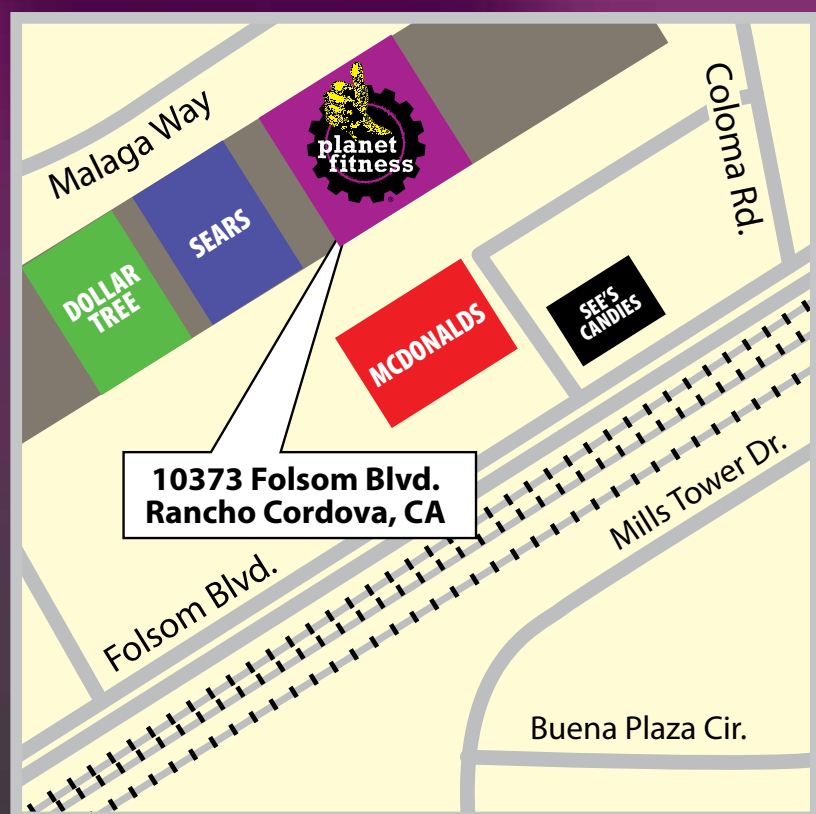 Malaga Way
planet
fitness
®
Coloma Rd.
SEARS
DOLLAR
TREE
SEE'S
CANDIES
MCDONALDS
10373 Folsom Blvd.
Rancho Cordova, CA
Mills Tower Dr.
Folsom Blvd.
Buena Plaza Cir.